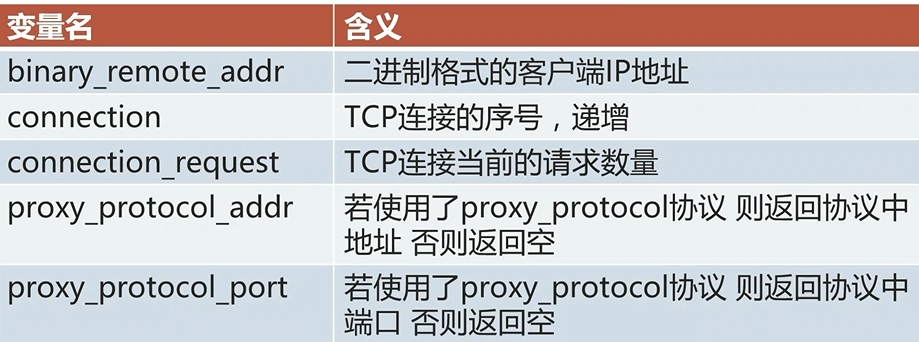 变量名 含义
binary_remote_addr 二进制格式的客户端IP地址
connection TCP连接的序号，递增
connection_request TCP连接当前的请求数量
proxy_protocol_addr 若使用了proxy_protocol协议 则返回协议中
地址 否则返回空
proxy_protocol_port 若使用了proxy_protocol协议 则返回协议中
端口 否则返回空